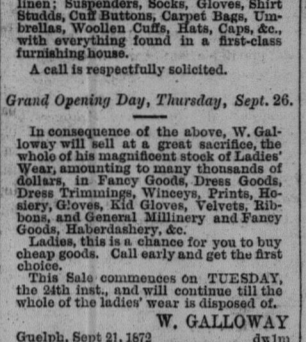 linen; Suspenders, Socks, Gloves, Shirt
Studds, Cuff Buttons, Carpet Bags, Um-
brellas, Woollen Cuffs, Hats, Caps, &c.,
with everything found in a first-class
furnishing house.
A call is respectfully solicited.
Grand Opening Day, Thursday, Sept. 26.
In consequence of the above, W. Gal-
loway will sell at a great sacrifice, the
whole of his magnificent stock of Ladies'
Wear, amounting to many thousands of
dollars, in Fancy Goods, Dress Goods,
Dress Trimmings, Winceys, Prints, Ho-
siery, Gloves, Kid Gloves, Velvets, Rib-
bons, and General Millinery and Fancy
Goods, Haberdashery, &c.
Ladies, this is a chance for you to buy
cheap goods. Call early and get the first
choice.
This Sale commences on TUESDAY,
the 24th inst., and will continue till the
whole of the ladies' wear is disposed of.
W. GALLOWAY
Guelph, Sept 21, 1872 dw1m